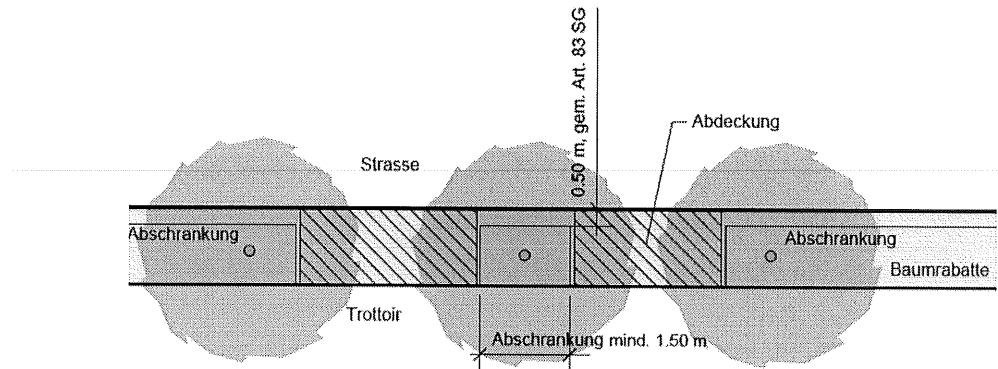 0.50 m, gem. Art. 83 SG
Abdeckung
Strasse
Abschrankung
Abschrankung
Baumrabatte
Trottoir
Abschrankung mind. 1.50 m